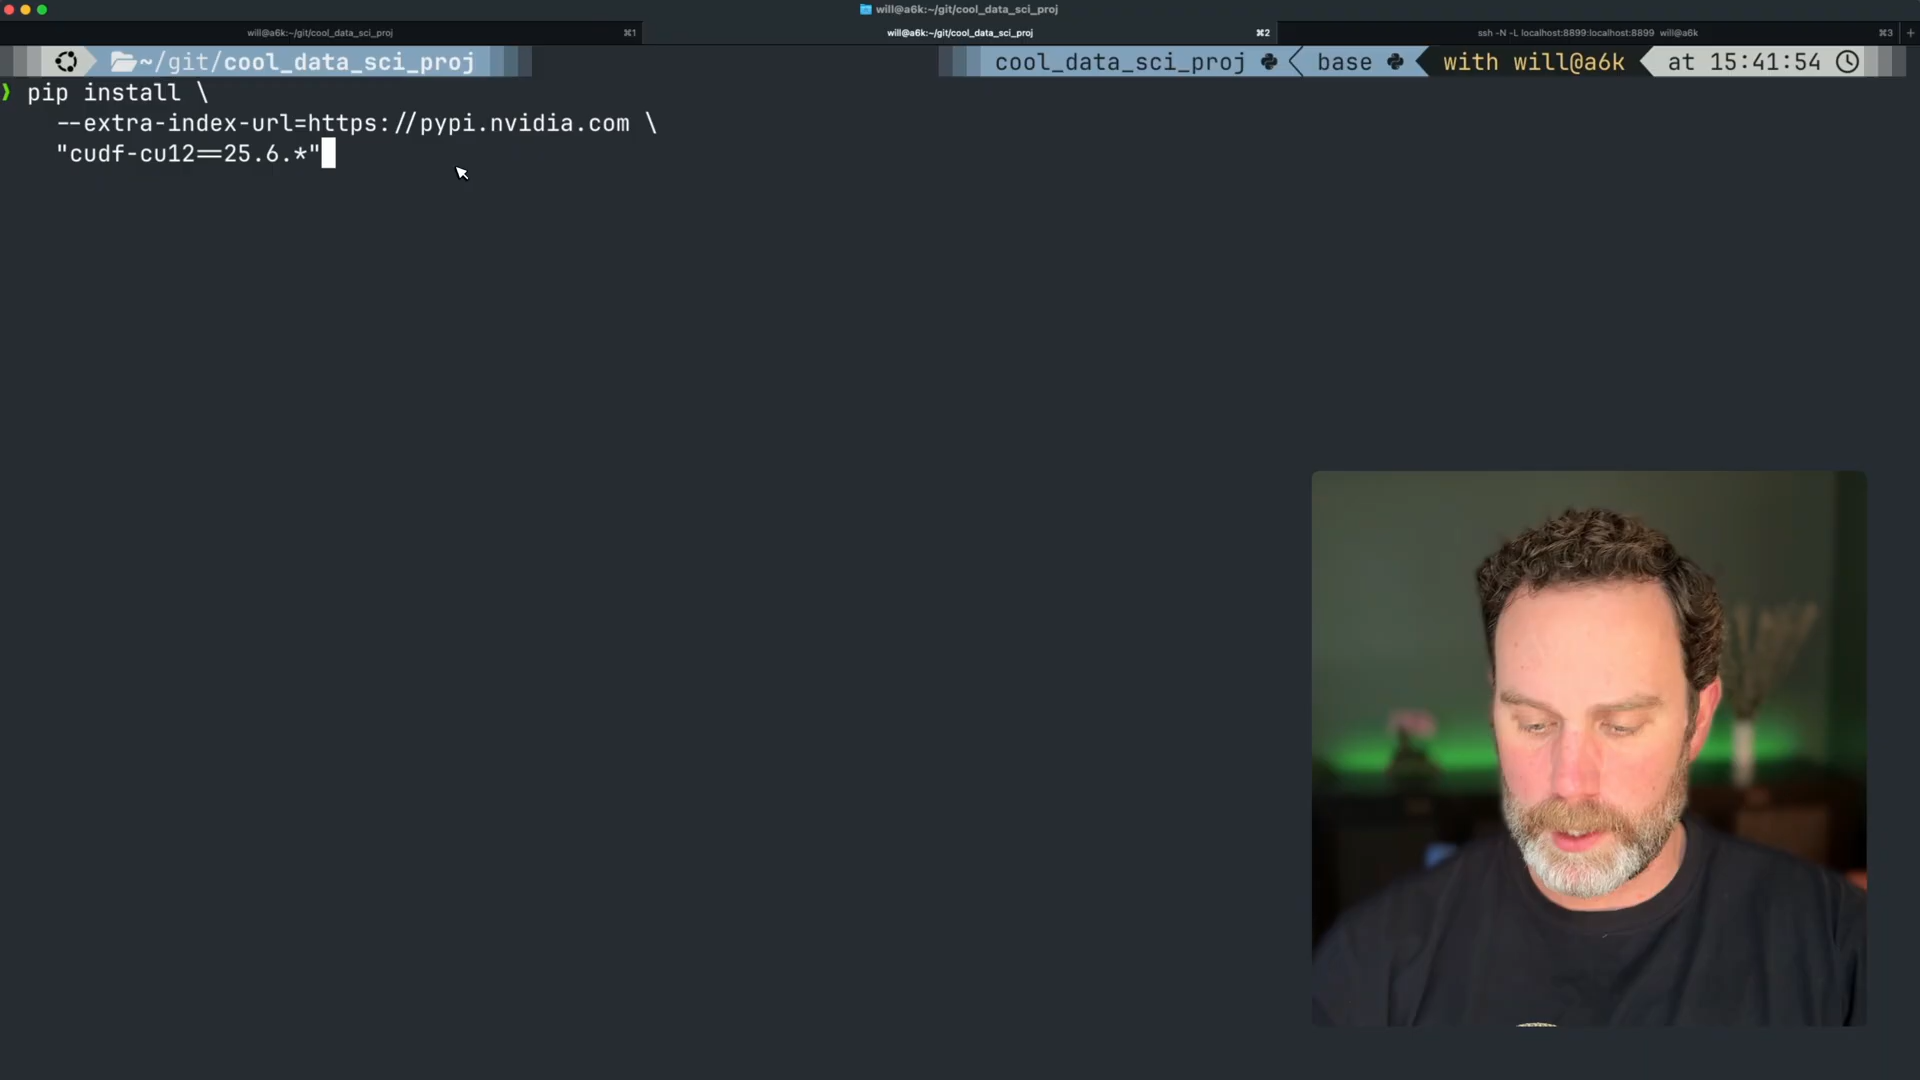 will@a6k:~/git/cool_data_sci_proj
will@a6k:~/git/cool_data_sci_proj ⌘1
will@a6k:~/git/cool_data_sci_proj ⌘2
ssh -N -L localhost:8899:localhost:8899 will@a6k ⌘3 +
~/git/cool_data_sci_proj
cool_data_sci_proj base with will@a6k at 15:41:54
❯ pip install \
--extra-index-url=https://pypi.nvidia.com \
"cudf-cu12==25.6.*"